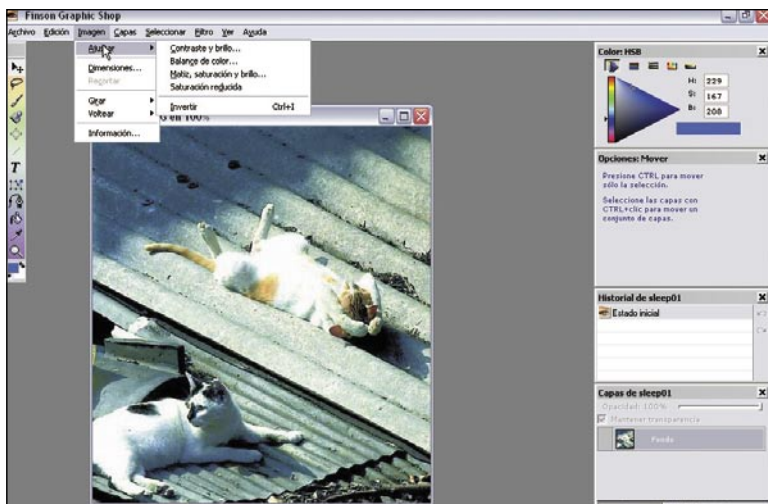 Finson Graphic Shop
Archivo Edición Imagen Capas Seleccionar Filtro Ver Ayuda
Ajustar
Dimensiones...
Recortar
Girar
Voltear
Información...
Contraste y brillo...
Balance de color...
Matiz, saturación y brillo...
Saturación reducida
Invertir Ctrl+I
en 100%
T
Color: HSB
H: 229
S: 167
B: 208
Opciones: Mover
Presione CTRL para mover
sólo la selección.
Seleccione las capas con
CTRL+clic para mover un
conjunto de capas.
Historial de sleep01
Estado inicial
Capas de sleep01
Opacidad: 100%
Mantener transparencia
Fondo